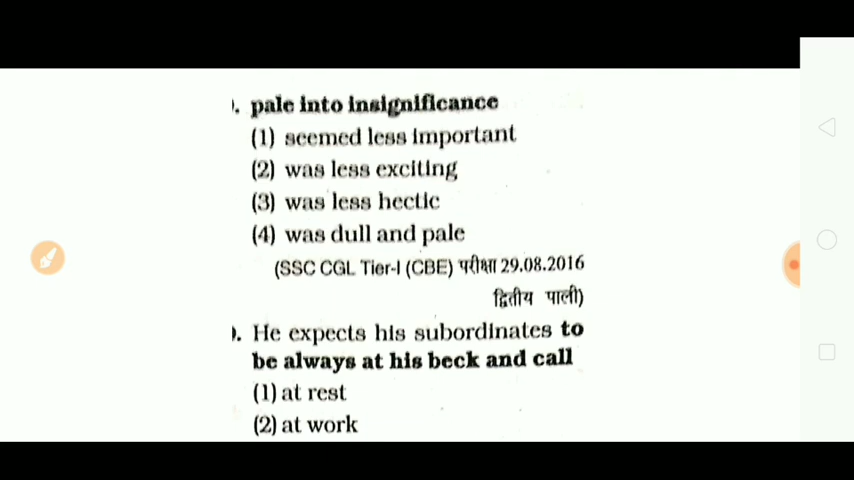 . pale into insignificance
(1) seemed less important
(2) was less exciting
(3) was less hectic
(4) was dull and pale
(SSC CGL Tier-I (CBE) परीक्षा 29.08.2016
द्वितीय पाली)
. He expects his subordinates to
be always at his beck and call
(1) at rest
(2) at work